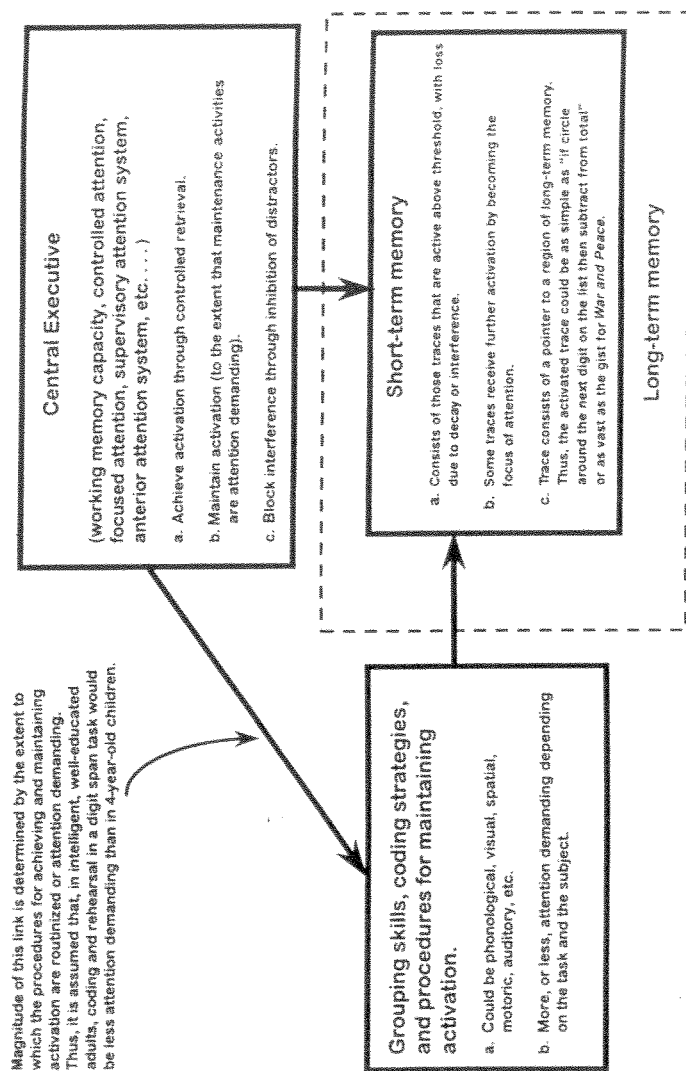 Magnitude of this link is determined by the extent to
which the procedures for achieving and maintaining
activation are routinized or attention demanding.
Thus, it is assumed that, in intelligent, well-educated
adults, coding and rehearsal in a digit span task would
be less attention demanding than in 4-year-old children.
Central Executive
(working memory capacity, controlled attention,
focused attention, supervisory attention system,
anterior attention system, etc. . . .)
a. Achieve activation through controlled retrieval.
b. Maintain activation (to the extent that maintenance activities
are attention demanding).
c. Block interference through inhibition of distractors.
Grouping skills, coding strategies,
and procedures for maintaining
activation.
a. Could be phonological, visual, spatial,
motoric, auditory, etc.
b. More, or less, attention demanding depending
on the task and the subject.
Short-term memory
a. Consists of those traces that are active above threshold, with loss
due to decay or interference.
b. Some traces receive further activation by becoming the
focus of attention.
c. Trace consists of a pointer to a region of long-term memory.
Thus, the activated trace could be as simple as "if circle
around the next digit on the list then subtract from total"
or as vast as the gist for War and Peace.
Long-term memory